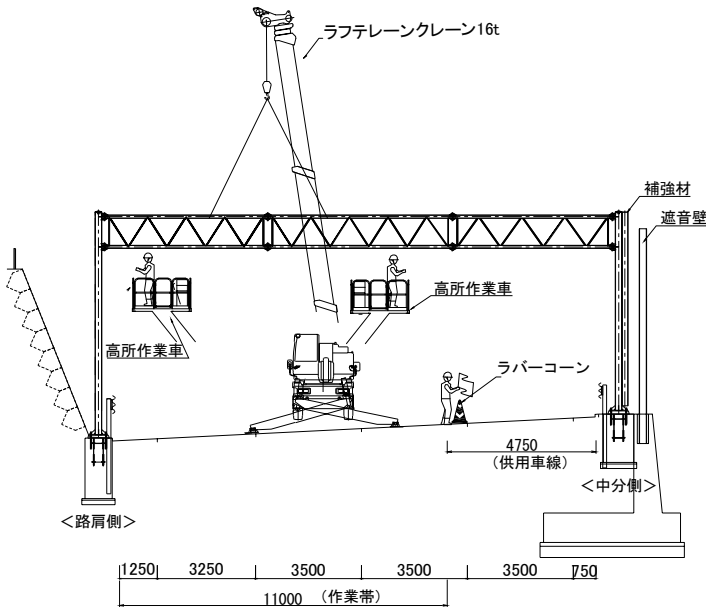 ラフテレーンクレーン16t
補強材
遮音壁
高所作業車
高所作業車
ラバーコーン
4750
(供用車線)
＜中分側＞
＜路肩側＞
1250 3250 3500 3500 3500 750
11000 (作業帯)